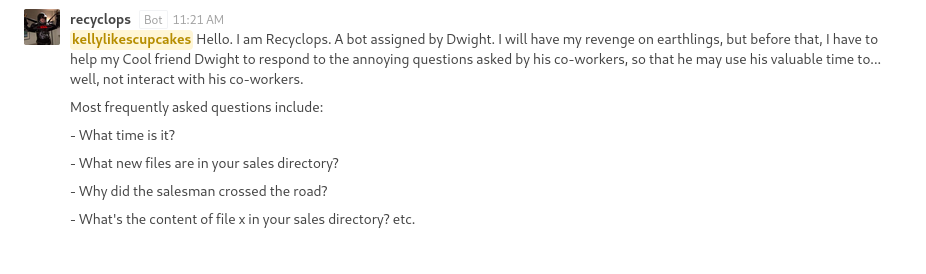 recyclops Bot 11:21 AM
kellylikescupcakes Hello. I am Recyclops. A bot assigned by Dwight. I will have my revenge on earthlings, but before that, I have to
help my Cool friend Dwight to respond to the annoying questions asked by his co-workers, so that he may use his valuable time to...
well, not interact with his co-workers.
Most frequently asked questions include:
- What time is it?
- What new files are in your sales directory?
- Why did the salesman crossed the road?
- What's the content of file x in your sales directory? etc.